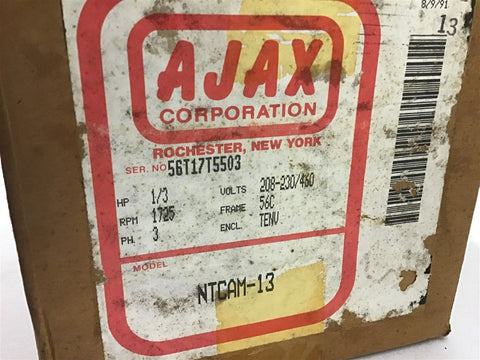 8/9/91
13
AJAX
CORPORATION
ROCHESTER, NEW YORK
SER. NO 56T17T5503
HP 1/3 VOLTS 208-230/460
RPM 1725 FRAME 56C
PH. 3 ENCL. TENV
MODEL
NTCAM-13